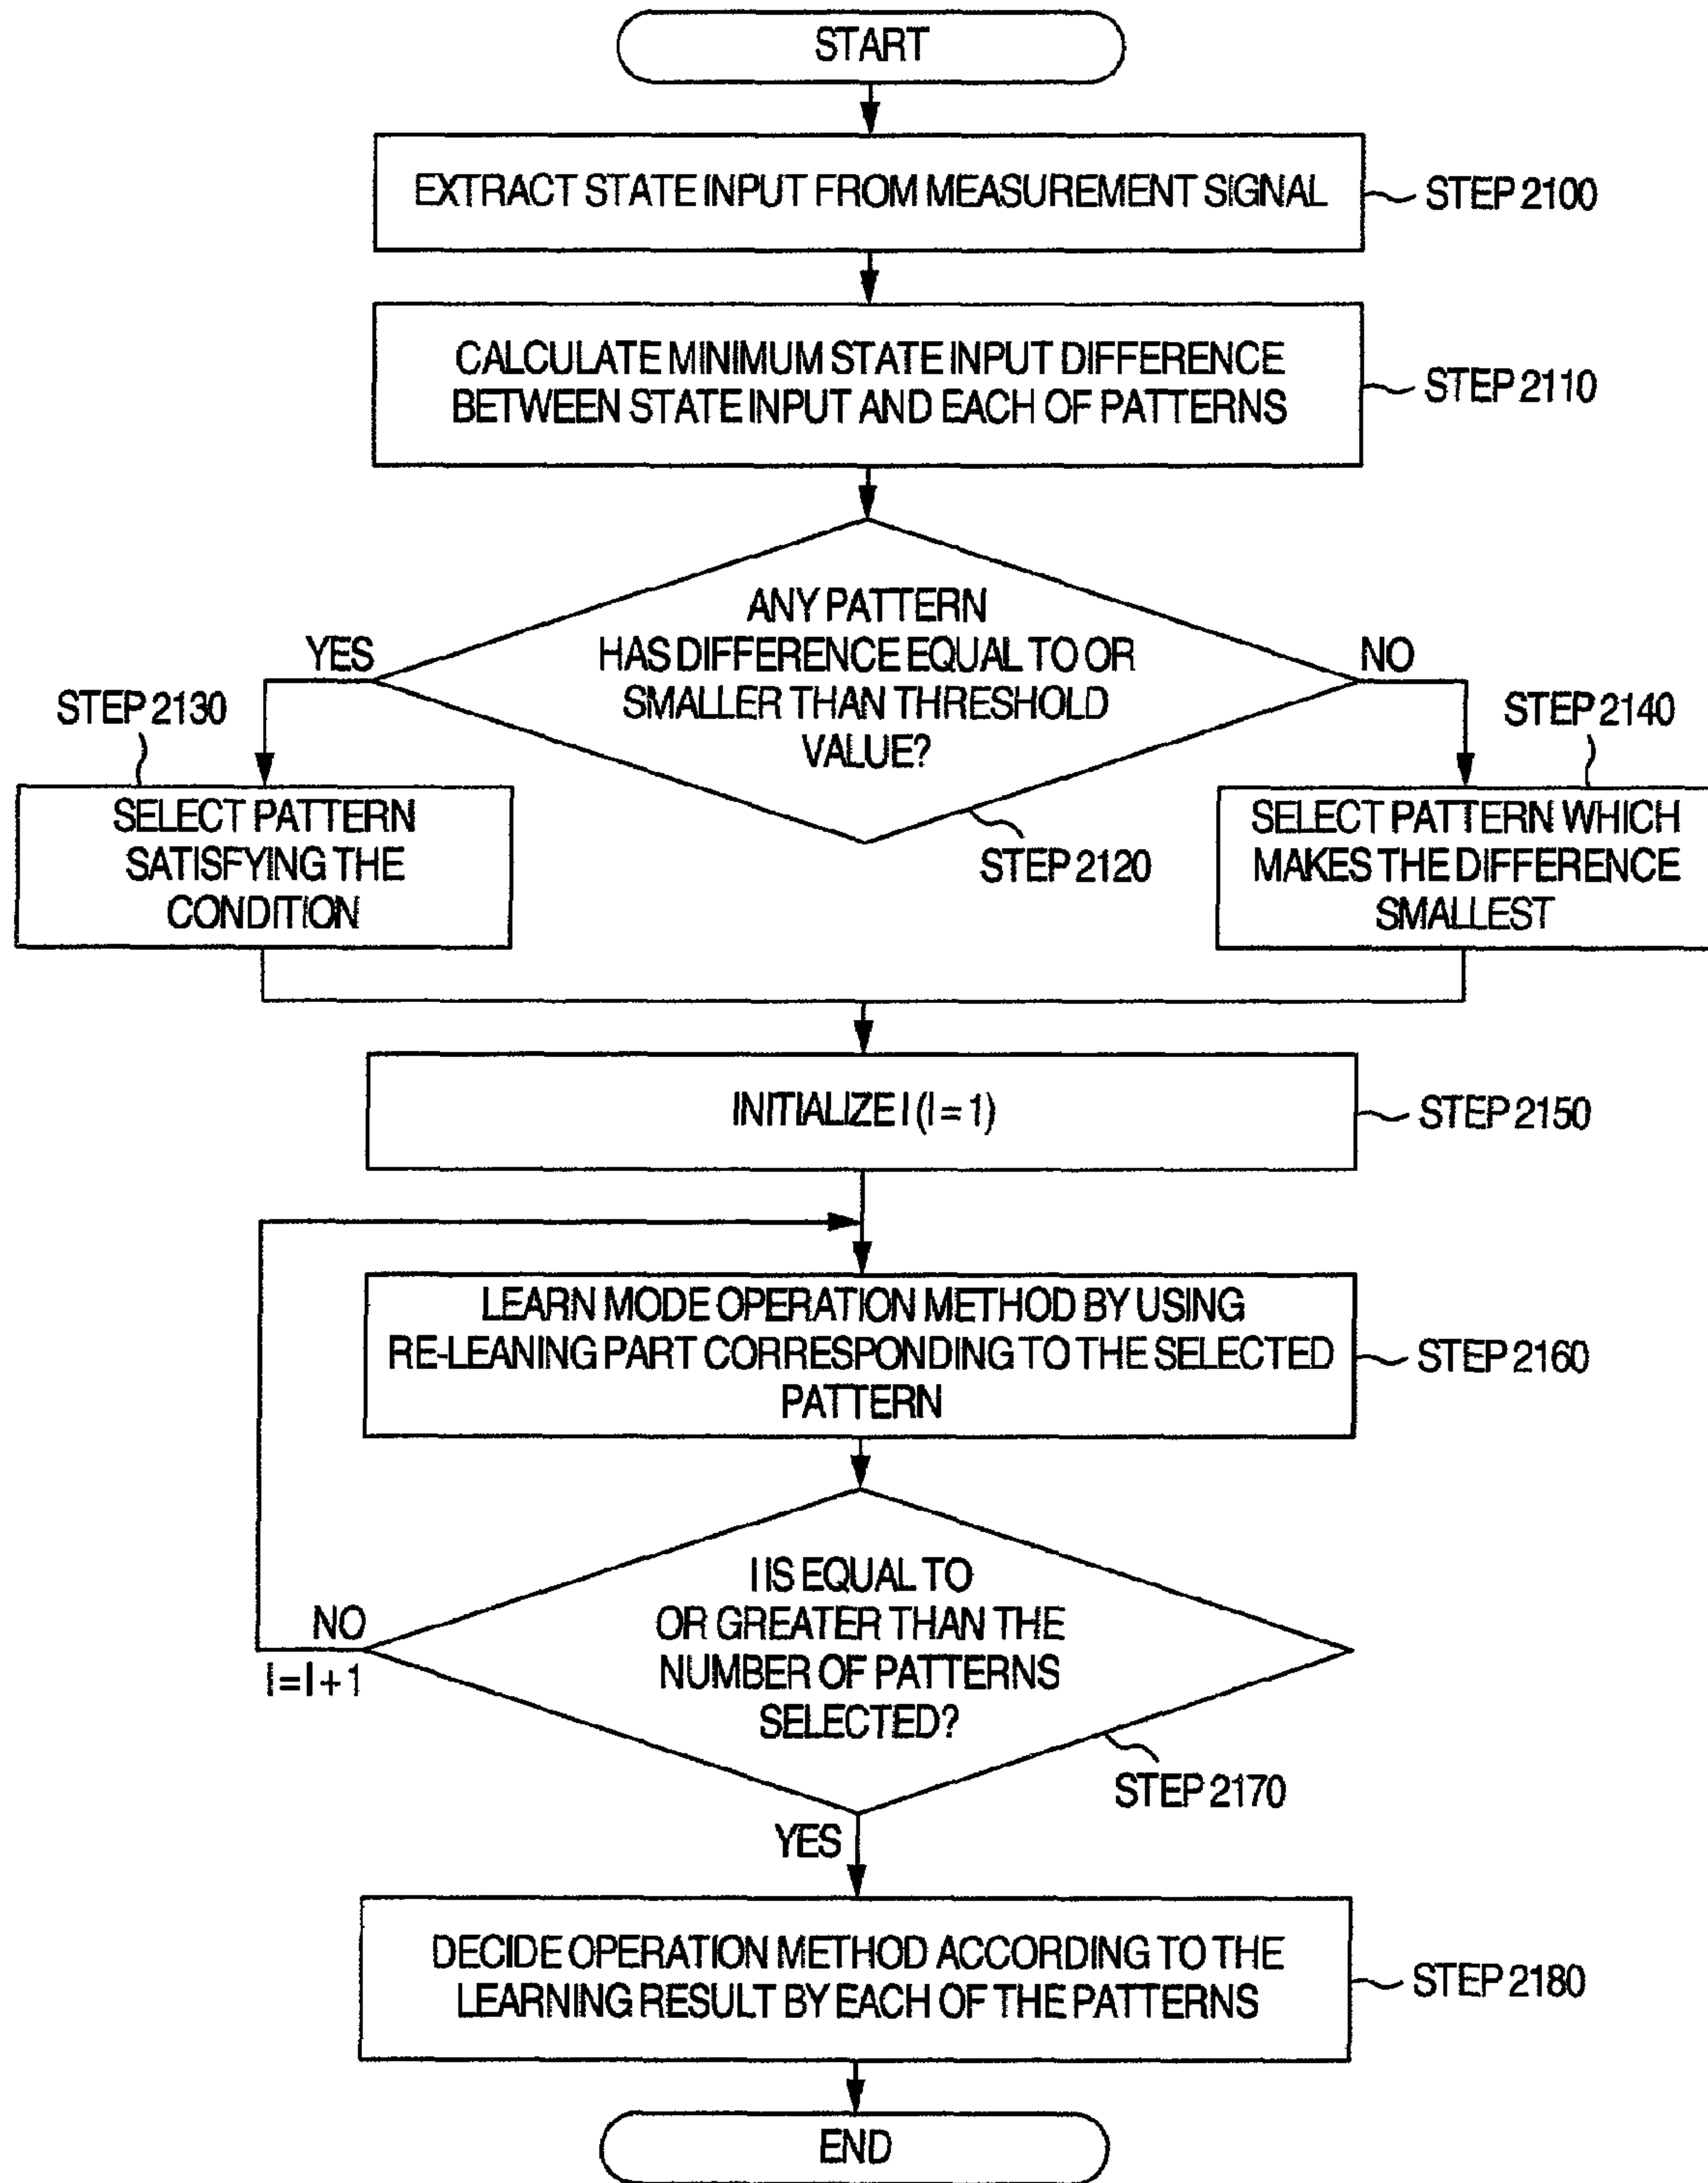 START
EXTRACT STATE INPUT FROM MEASUREMENT SIGNAL
STEP 2100
CALCULATE MINIMUM STATE INPUT DIFFERENCE
BETWEEN STATE INPUT AND EACH OF PATTERNS
STEP 2110
ANY PATTERN
HAS DIFFERENCE EQUAL TO OR
SMALLER THAN THRESHOLD
VALUE?
YES
NO
STEP 2120
STEP 2130
SELECT PATTERN
SATISFYING THE
CONDITION
STEP 2140
SELECT PATTERN WHICH
MAKES THE DIFFERENCE
SMALLEST
INITIALIZE I (I = 1)
STEP 2150
LEARN MODE OPERATION METHOD BY USING
RE-LEANING PART CORRESPONDING TO THE SELECTED
PATTERN
STEP 2160
I IS EQUAL TO
OR GREATER THAN THE
NUMBER OF PATTERNS
SELECTED?
NO
I = I + 1
STEP 2170
YES
DECIDE OPERATION METHOD ACCORDING TO THE
LEARNING RESULT BY EACH OF THE PATTERNS
STEP 2180
END